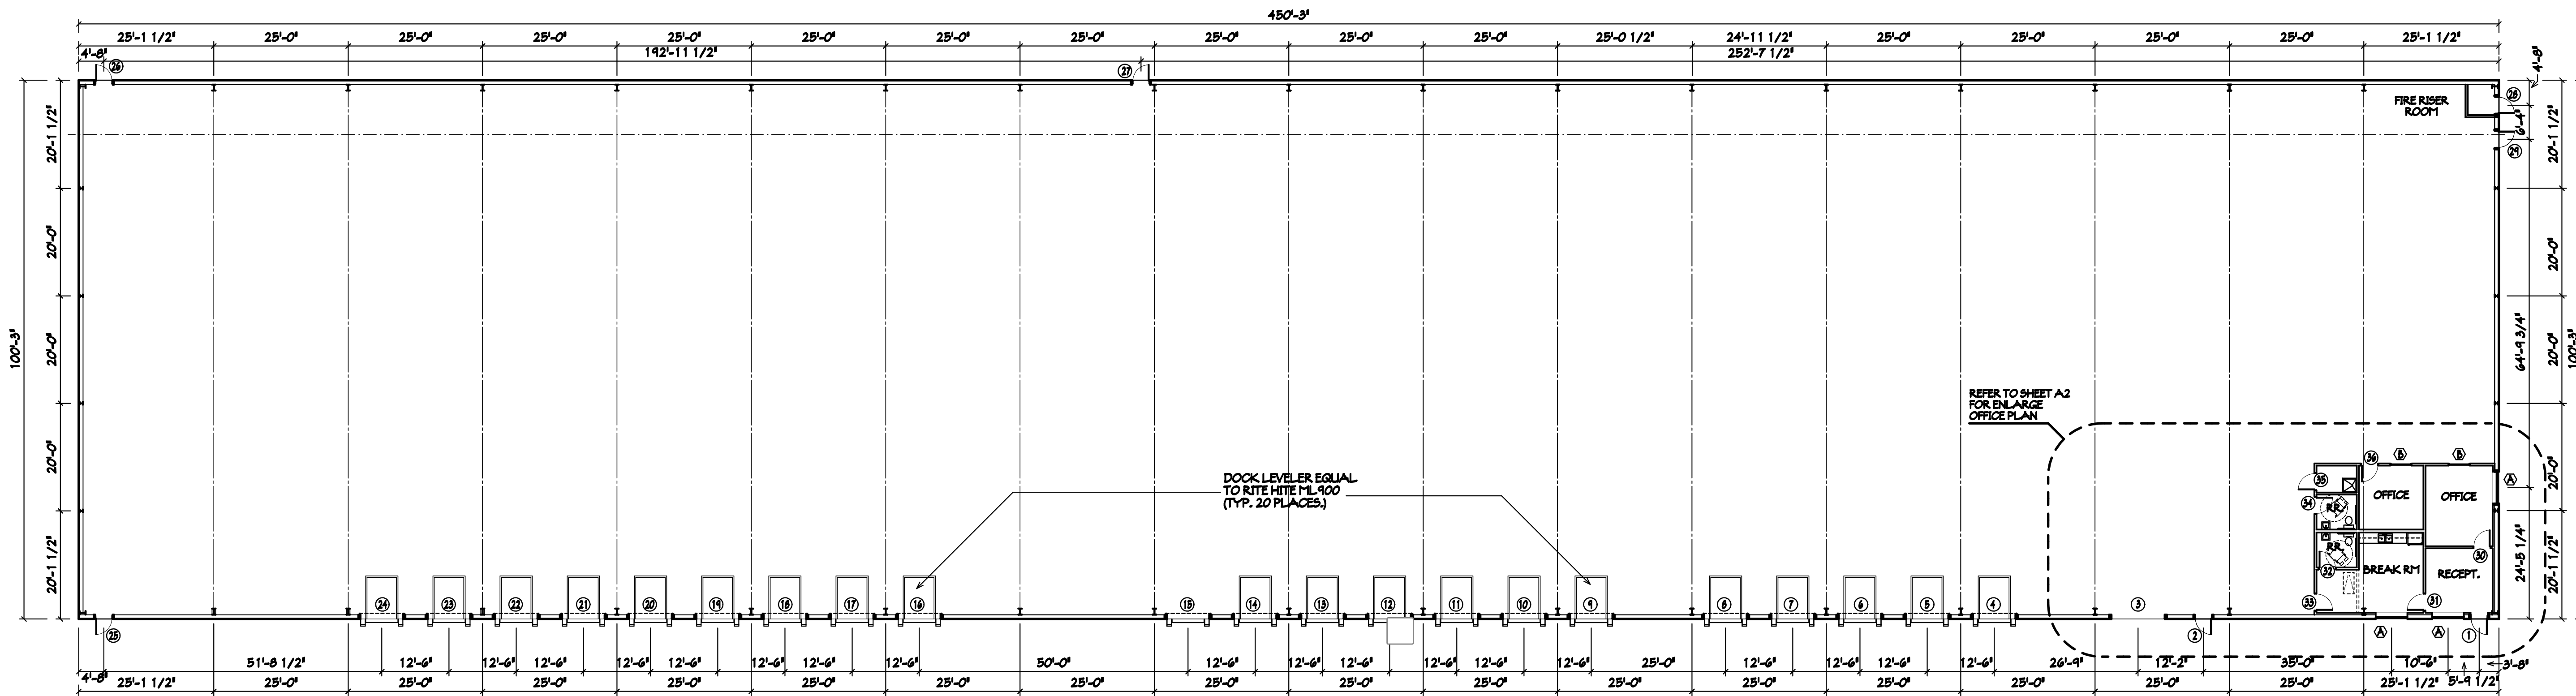 450'-3"
25'-1 1/2" 25'-0" 25'-0" 25'-0" 25'-0" 25'-0" 25'-0" 25'-0" 25'-0" 25'-0" 25'-0" 25'-0 1/2" 24'-11 1/2" 25'-0" 25'-0" 25'-0" 25'-0" 25'-1 1/2"
4'-8" 192'-11 1/2" 252'-7 1/2" 4'-8"
26 27 28
FIRE RISER
ROOM
29
6'-4"
20'-1 1/2"
20'-0"
20'-0"
20'-0"
20'-1 1/2"
100'-3"
20'-1 1/2"
20'-0"
20'-0"
20'-0"
20'-1 1/2"
100'-3"
64'-9 3/4"
24'-5 1/4"
REFER TO SHEET A2
FOR ENLARGE
OFFICE PLAN
DOCK LEVELER EQUAL
TO RITE HITE ML900
(TYP. 20 PLACES.)
36 B B
35 A
OFFICE OFFICE
34 R.R.
R.R. 30
32 BREAK RM RECEPT.
33 31
24 23 22 21 20 19 18 17 16 15 14 13 12 11 10 9 8 7 6 5 4 3
25 2 A A 1
4'-8" 51'-8 1/2" 12'-6" 12'-6" 12'-6" 12'-6" 12'-6" 12'-6" 12'-6" 12'-6" 50'-0" 12'-6" 12'-6" 12'-6" 12'-6" 12'-6" 12'-6" 25'-0" 12'-6" 12'-6" 12'-6" 12'-6" 26'-9" 12'-2" 35'-0" 10'-6" 5'-9 1/2" 3'-8"
25'-1 1/2" 25'-0" 25'-0" 25'-0" 25'-0" 25'-0" 25'-0" 25'-0" 25'-0" 25'-0" 25'-0" 25'-0" 25'-0" 25'-0" 25'-0" 25'-0" 25'-0" 25'-1 1/2"